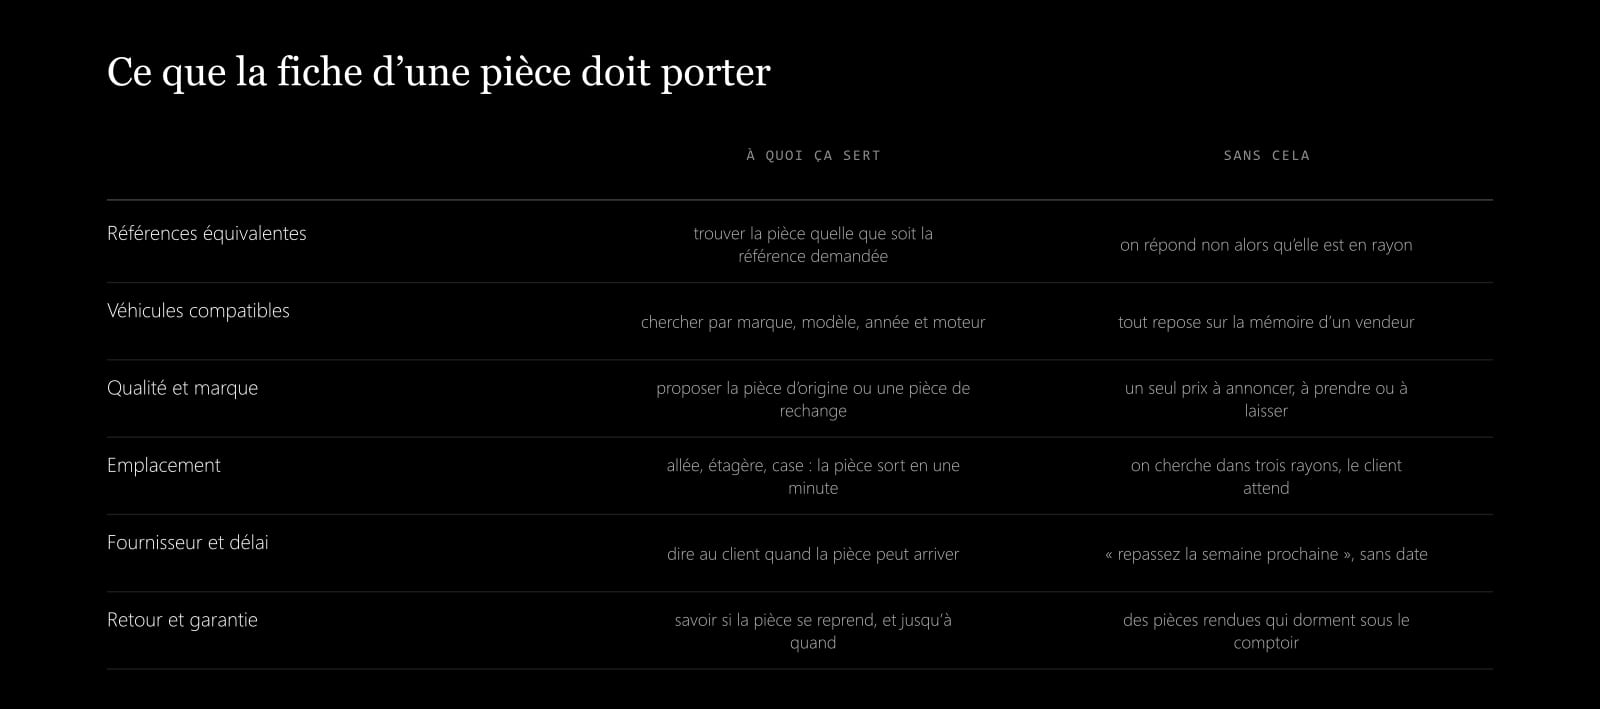 Ce que la fiche d’une pièce doit porter
À QUOI ÇA SERT
SANS CELA
Références équivalentes
trouver la pièce quelle que soit la
référence demandée
on répond non alors qu’elle est en rayon
Véhicules compatibles
chercher par marque, modèle, année et moteur
tout repose sur la mémoire d’un vendeur
Qualité et marque
proposer la pièce d’origine ou une pièce de
rechange
un seul prix à annoncer, à prendre ou à
laisser
Emplacement
allée, étagère, case : la pièce sort en une
minute
on cherche dans trois rayons, le client
attend
Fournisseur et délai
dire au client quand la pièce peut arriver
« repassez la semaine prochaine », sans date
Retour et garantie
savoir si la pièce se reprend, et jusqu’à
quand
des pièces rendues qui dorment sous le
comptoir